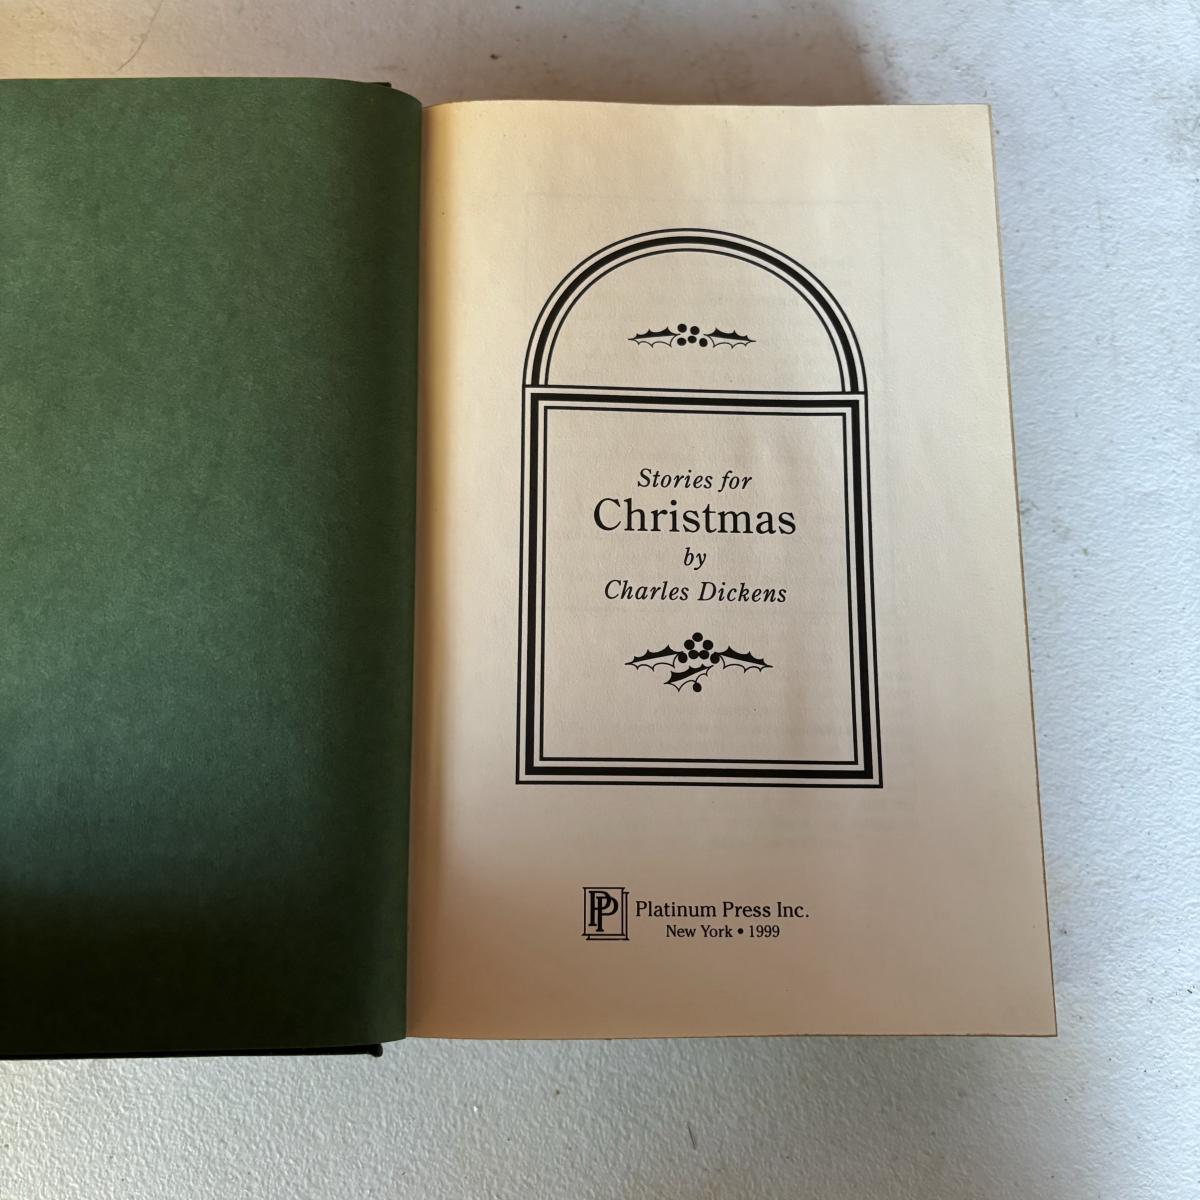 Stories for
Christmas
by
Charles Dickens
PP
Platinum Press Inc.
New York • 1999